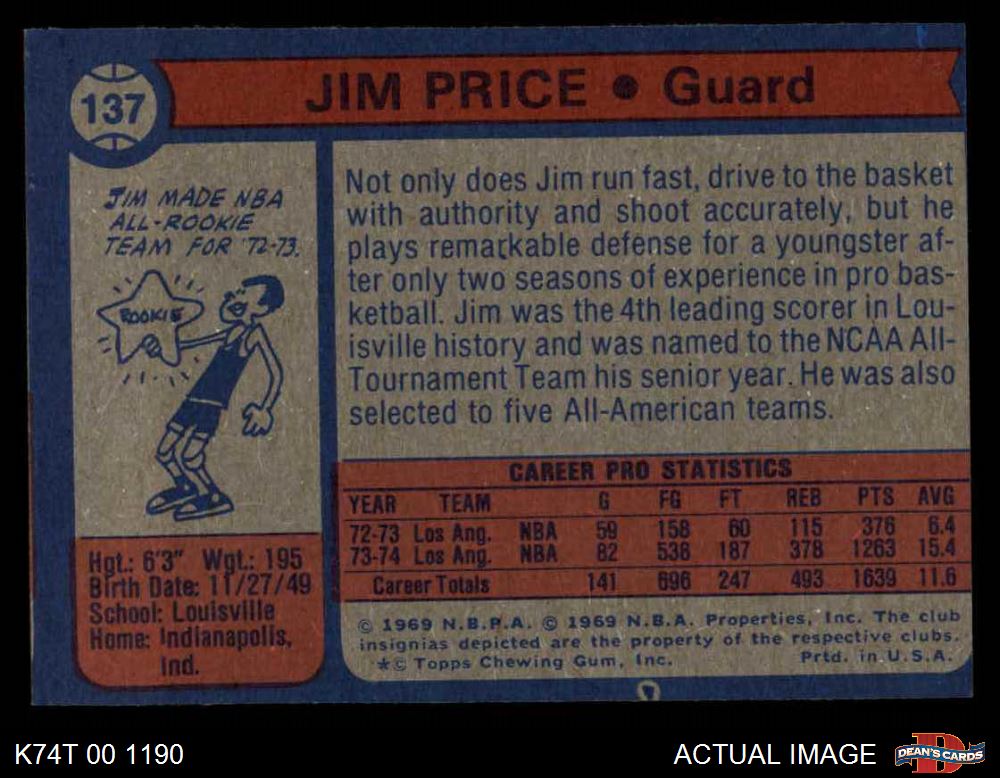 137
JIM PRICE • Guard
JIM MADE NBA
ALL-ROOKIE
TEAM FOR '72-73.
ROOKIE
Not only does Jim run fast, drive to the basket
with authority and shoot accurately, but he
plays remarkable defense for a youngster af-
ter only two seasons of experience in pro bas-
ketball. Jim was the 4th leading scorer in Lou-
isville history and was named to the NCAA All-
Tournament Team his senior year. He was also
selected to five All-American teams.
Hgt.: 6'3" Wgt.: 195
Birth Date: 11/27/49
School: Louisville
Home: Indianapolis,
Ind.
CAREER PRO STATISTICS
YEAR TEAM G FG FT REB PTS AVG
72-73 Los Ang. NBA 59 158 60 115 376 6.4
73-74 Los Ang. NBA 82 538 187 378 1263 15.4
Career Totals 141 696 247 493 1639 11.6
© 1969 N.B.P.A. © 1969 N.B.A. Properties, Inc. The club
insignias depicted are the property of the respective clubs.
*© Topps Chewing Gum, Inc. Prtd. in U.S.A.
K74T 00 1190
ACTUAL IMAGE
DEAN'S CARDS